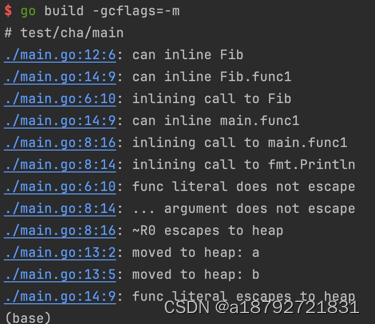 $ go build -gcflags=-m
# test/cha/main
./main.go:12:6: can inline Fib
./main.go:14:9: can inline Fib.func1
./main.go:6:10: inlining call to Fib
./main.go:14:9: can inline main.func1
./main.go:8:16: inlining call to main.func1
./main.go:8:14: inlining call to fmt.Println
./main.go:6:10: func literal does not escape
./main.go:8:14: ... argument does not escape
./main.go:8:16: ~R0 escapes to heap
./main.go:13:2: moved to heap: a
./main.go:13:5: moved to heap: b
./main.go:14:9: func literal escapes to heap
CSDN @a18792721831
(base)